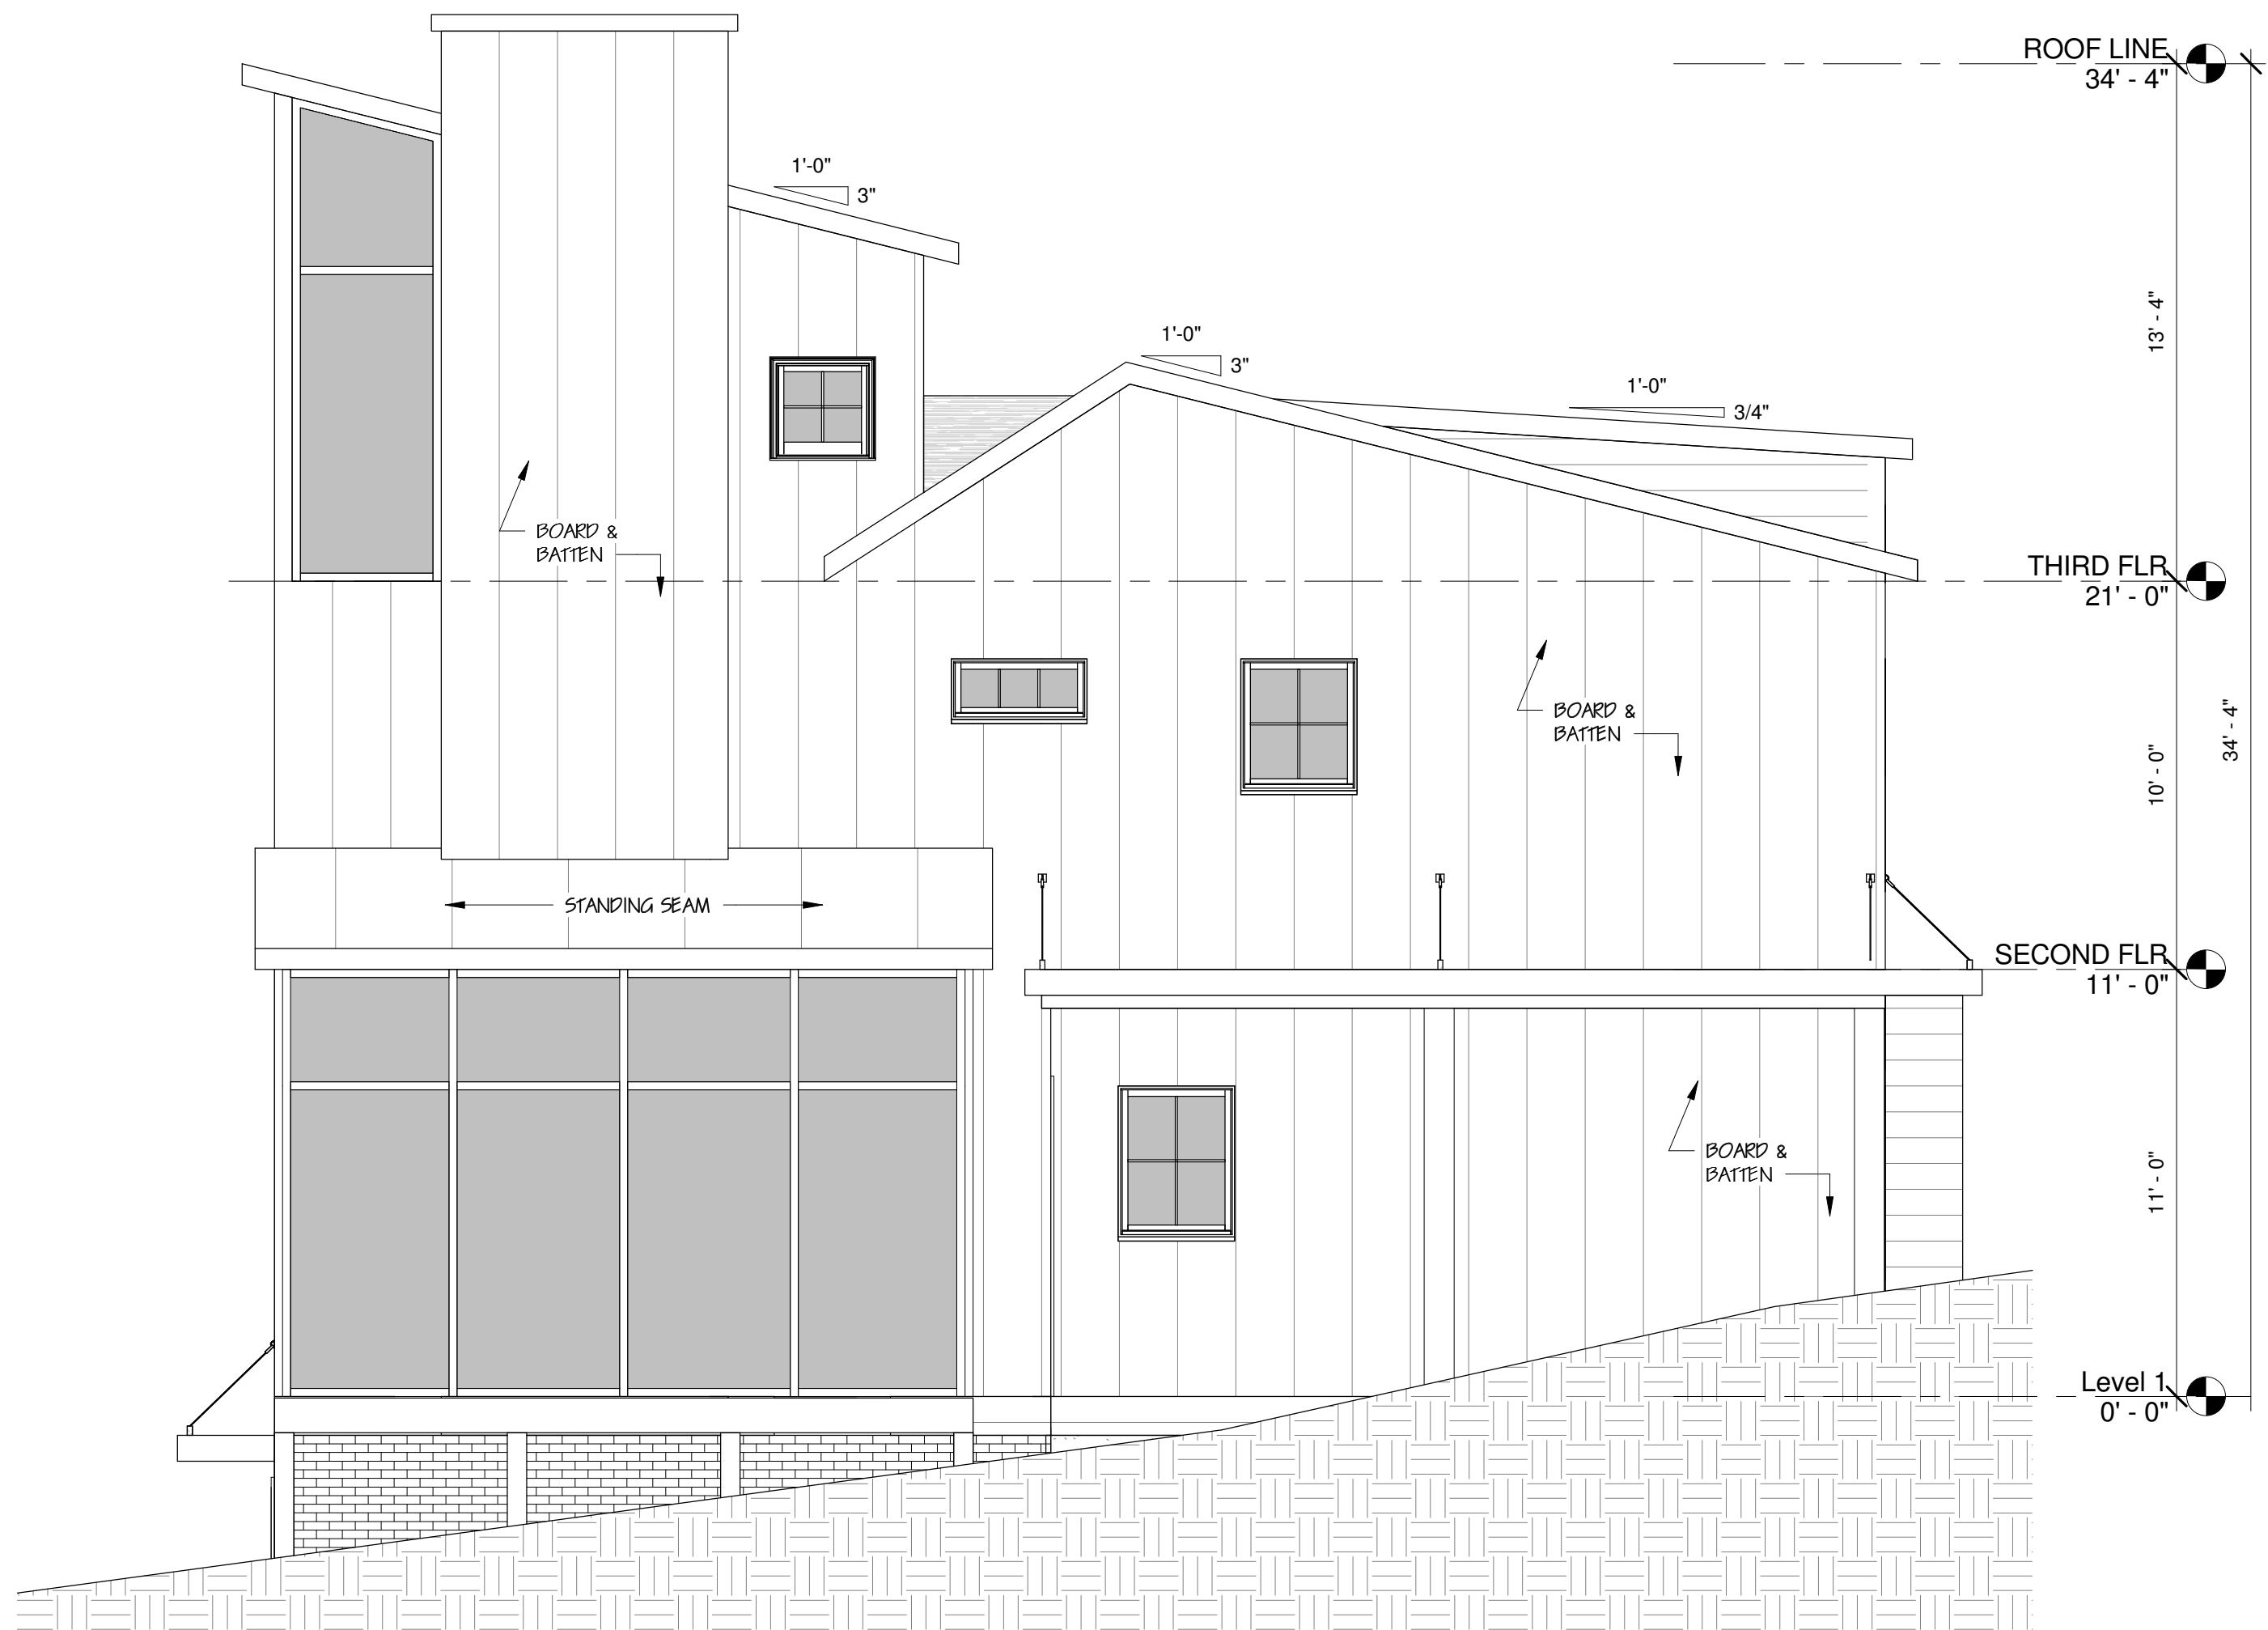 ROOF LINE
34' - 4"
1'-0"
3"
13' - 4"
1'-0"
3"
1'-0"
3/4"
BOARD &
BATTEN
THIRD FLR
21' - 0"
BOARD &
BATTEN
10' - 0"
34' - 4"
STANDING SEAM
SECOND FLR
11' - 0"
BOARD &
BATTEN
11' - 0"
Level 1
0' - 0"